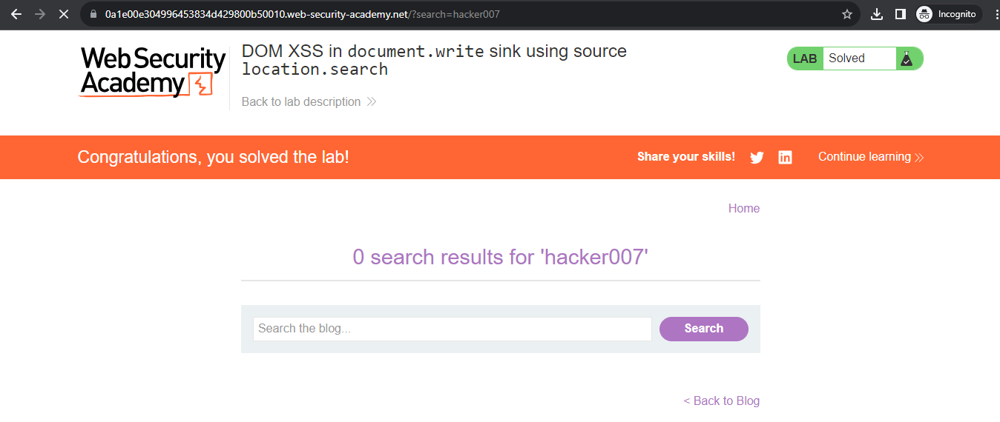 0a1e00e304996453834d429800b50010.web-security-academy.net/?search=hacker007
Incognito
Web Security
Academy
DOM XSS in document.write sink using source
location.search
Back to lab description
LAB Solved
Congratulations, you solved the lab!
Share your skills!
Continue learning
Home
0 search results for 'hacker007'
Search the blog...
Search
< Back to Blog